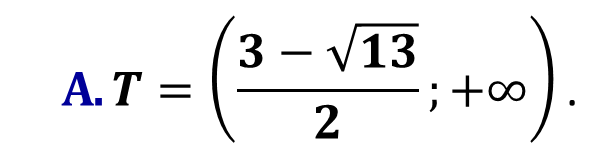 A. T = ((3 − √13)/2 ; +∞).